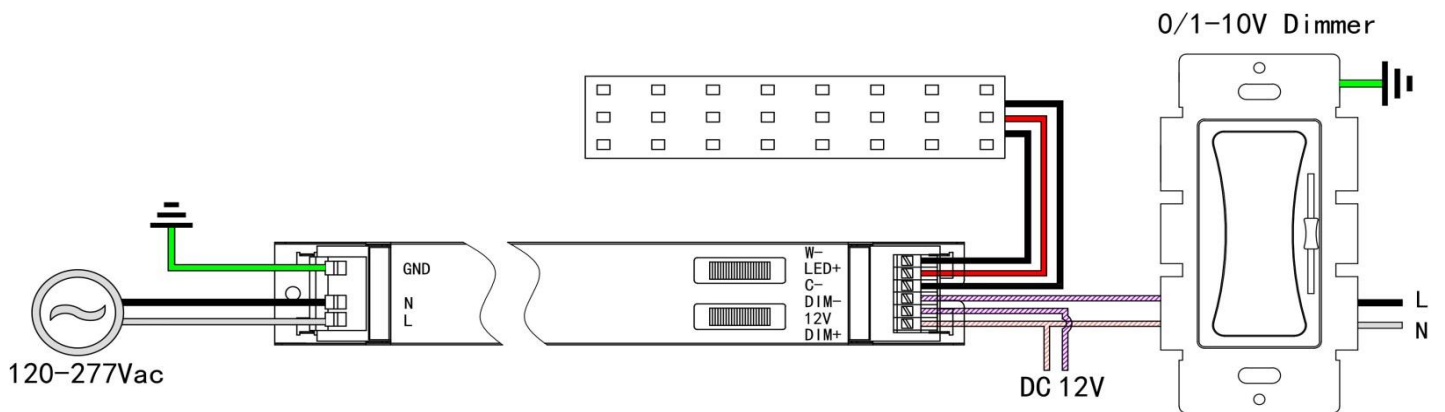 0/1-10V Dimmer
W-
LED+
C-
DIM-
12V
DIM+
GND
N
L
120-277Vac
DC 12V
L
N